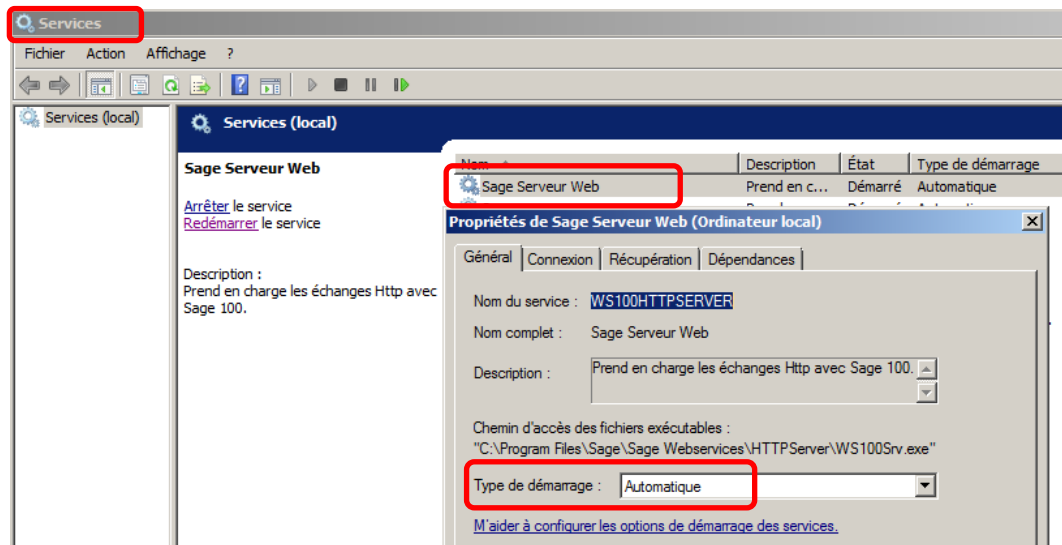 Services
Fichier Action Affichage ?
Services (local)
Services (local)
Sage Serveur Web
Arrêter le service
Redémarrer le service
Description :
Prend en charge les échanges Http avec
Sage 100.
Nom Description État Type de démarrage
Sage Serveur Web Prend en c... Démarré Automatique
Propriétés de Sage Serveur Web (Ordinateur local)
Général Connexion Récupération Dépendances
Nom du service : WS100HTTPSERVER
Nom complet : Sage Serveur Web
Description : Prend en charge les échanges Http avec Sage 100.
Chemin d'accès des fichiers exécutables :
"C:\Program Files\Sage\Sage Webservices\HTTPServer\WS100Srv.exe"
Type de démarrage : Automatique
M'aider à configurer les options de démarrage des services.